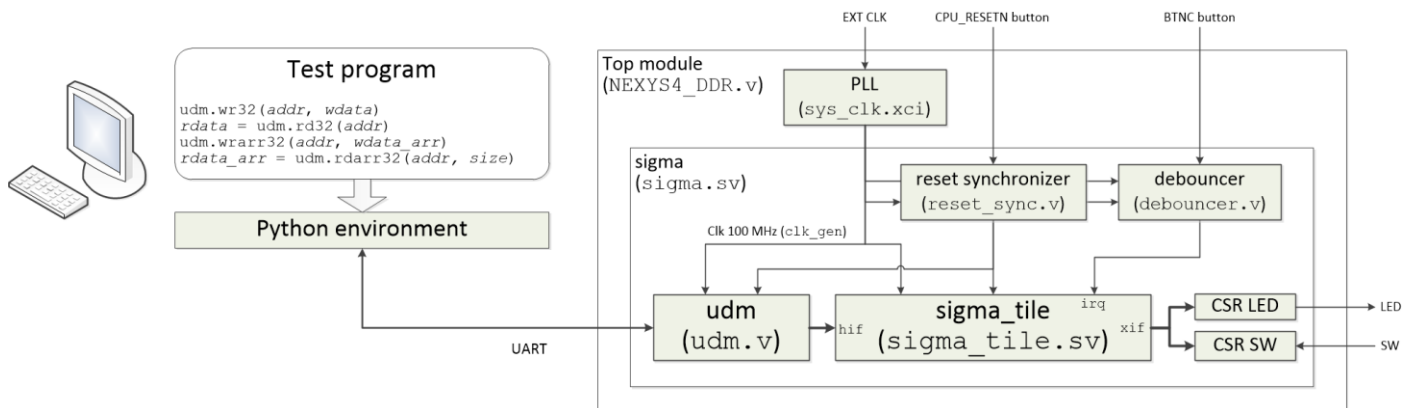 EXT CLK
CPU_RESETN button
BTNC button
Test program
udm.wr32(addr, wdata)
rdata = udm.rd32(addr)
udm.wrarr32(addr, wdata_arr)
rdata_arr = udm.rdarr32(addr, size)
Python environment
Top module
(NEXYS4_DDR.v)
PLL
(sys_clk.xci)
sigma
(sigma.sv)
reset synchronizer
(reset_sync.v)
debouncer
(debouncer.v)
Clk 100 MHz (clk_gen)
udm
(udm.v)
hif
sigma_tile
(sigma_tile.sv)
irq
xif
CSR LED
CSR SW
LED
SW
UART